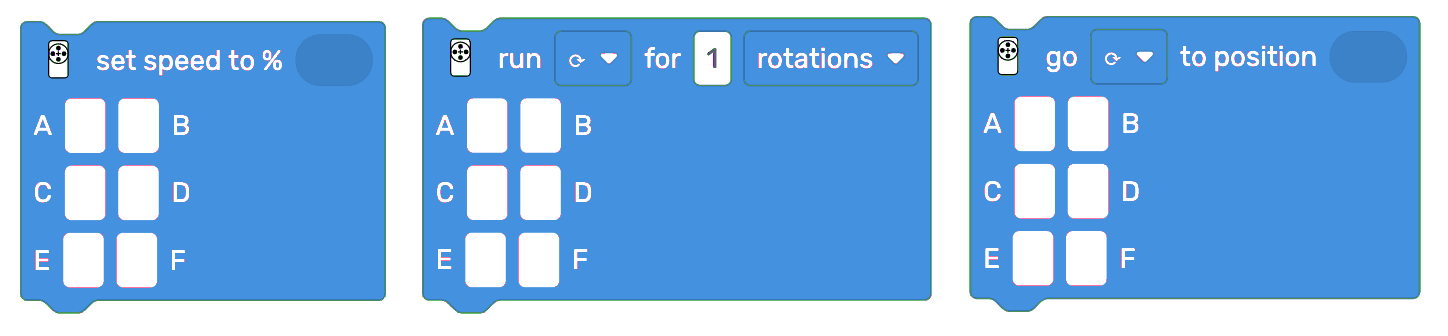 set speed to %
A B
C D
E F
run ⟳ for 1 rotations
A B
C D
E F
go ⟳ to position
A B
C D
E F